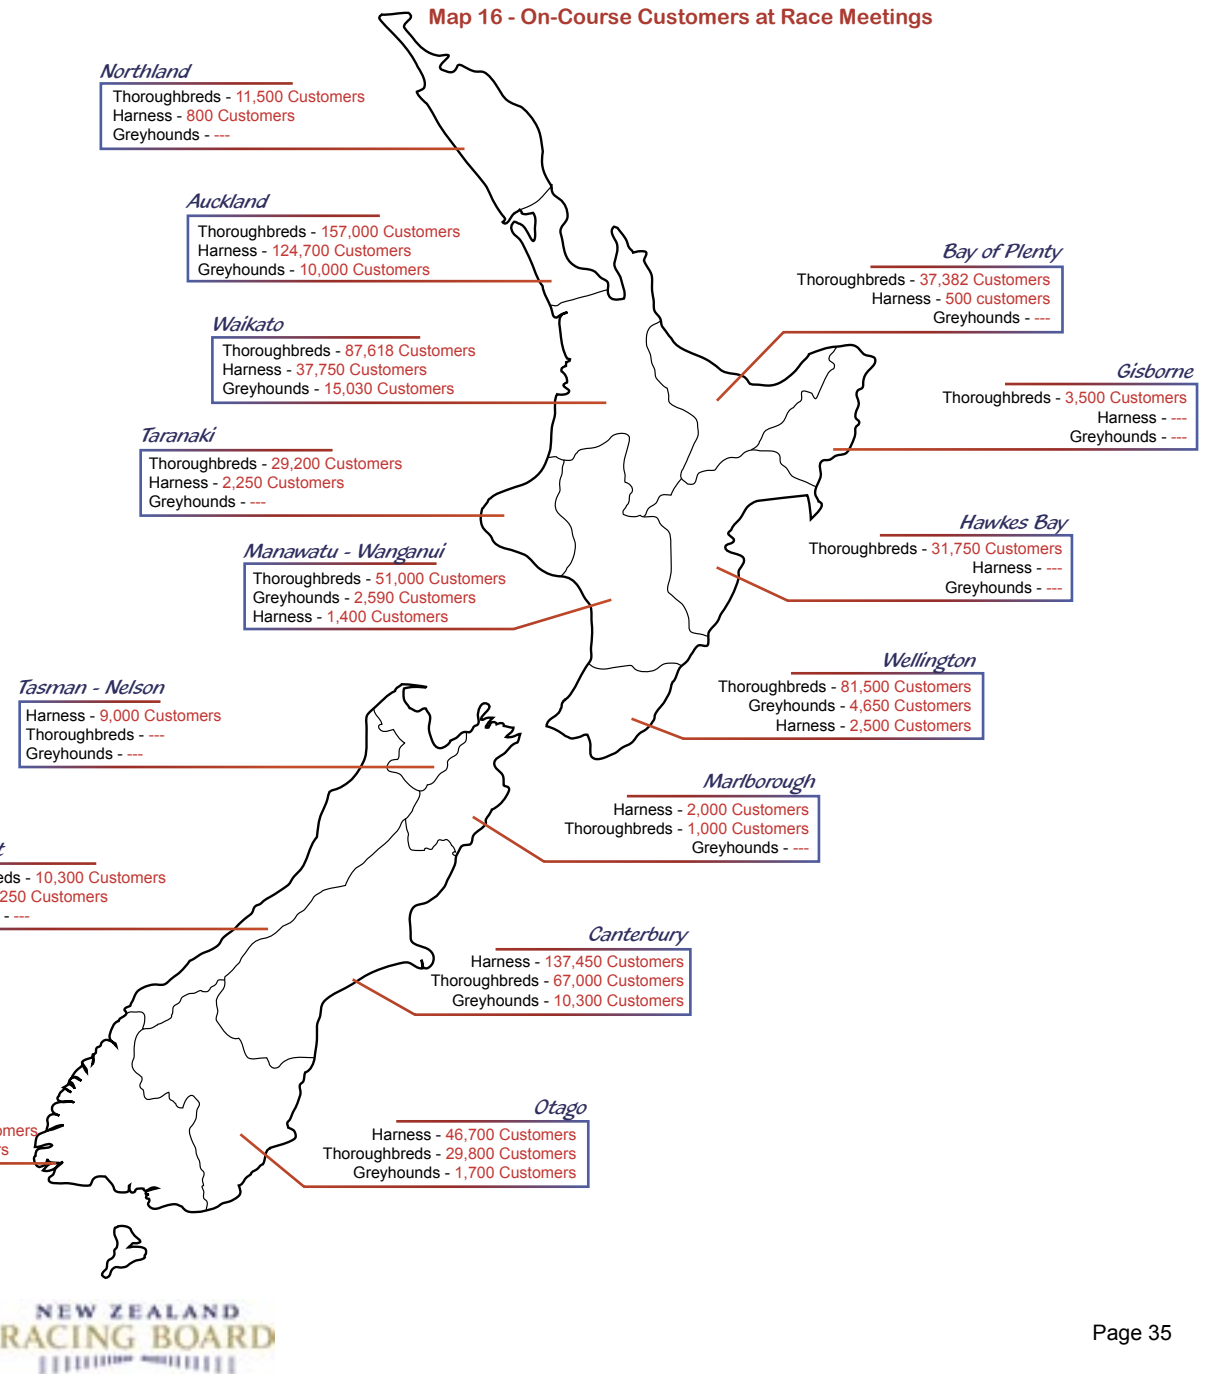 Map 16 - On-Course Customers at Race Meetings
Northland
Thoroughbreds - 11,500 Customers
Harness - 800 Customers
Greyhounds - ---
Auckland
Thoroughbreds - 157,000 Customers
Harness - 124,700 Customers
Greyhounds - 10,000 Customers
Bay of Plenty
Thoroughbreds - 37,382 Customers
Harness - 500 customers
Greyhounds - ---
Waikato
Thoroughbreds - 87,618 Customers
Harness - 37,750 Customers
Greyhounds - 15,030 Customers
Gisborne
Thoroughbreds - 3,500 Customers
Harness - ---
Greyhounds - ---
Taranaki
Thoroughbreds - 29,200 Customers
Harness - 2,250 Customers
Greyhounds - ---
Hawkes Bay
Thoroughbreds - 31,750 Customers
Harness - ---
Greyhounds - ---
Manawatu - Wanganui
Thoroughbreds - 51,000 Customers
Greyhounds - 2,590 Customers
Harness - 1,400 Customers
Wellington
Thoroughbreds - 81,500 Customers
Greyhounds - 4,650 Customers
Harness - 2,500 Customers
Tasman - Nelson
Harness - 9,000 Customers
Thoroughbreds - ---
Greyhounds - ---
Marlborough
Harness - 2,000 Customers
Thoroughbreds - 1,000 Customers
Greyhounds - ---
t
eds - 10,300 Customers
250 Customers
- ---
Canterbury
Harness - 137,450 Customers
Thoroughbreds - 67,000 Customers
Greyhounds - 10,300 Customers
Otago
Harness - 46,700 Customers
Thoroughbreds - 29,800 Customers
Greyhounds - 1,700 Customers
omers
rs
NEW ZEALAND
RACING BOARD
Page 35